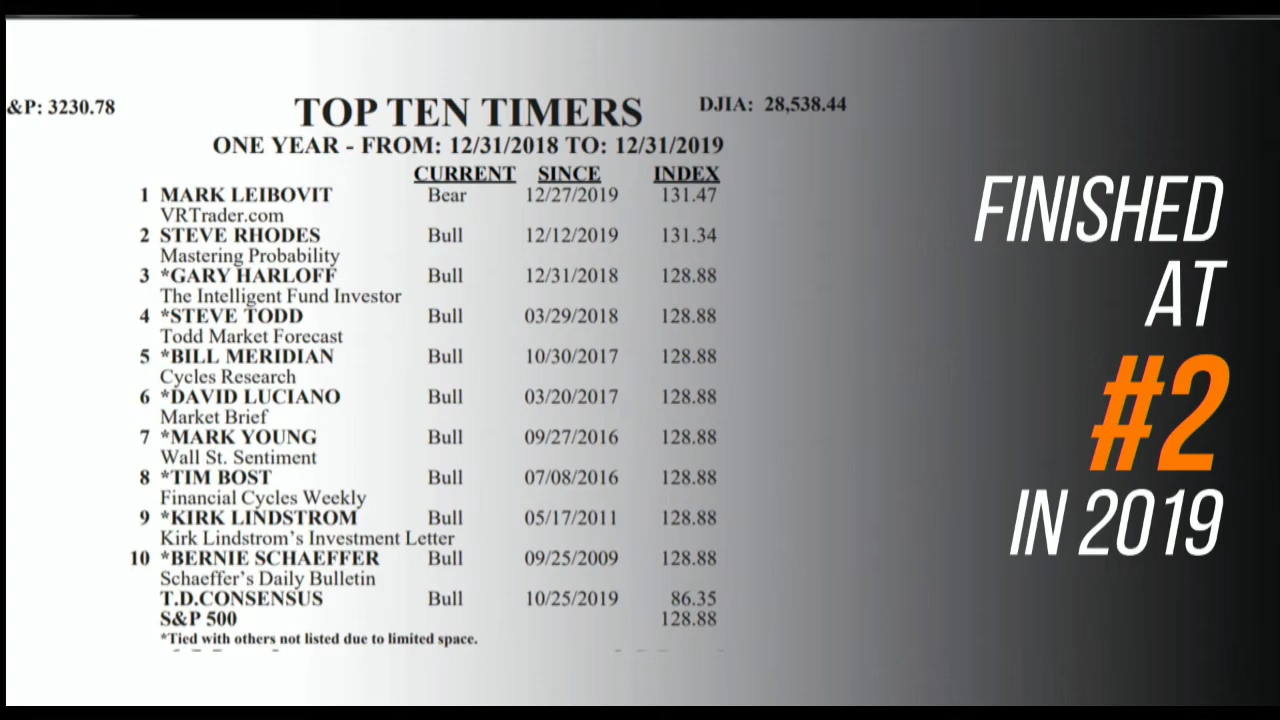 &P: 3230.78
TOP TEN TIMERS
DJIA: 28,538.44
ONE YEAR - FROM: 12/31/2018 TO: 12/31/2019
CURRENT SINCE INDEX
1 MARK LEIBOVIT Bear 12/27/2019 131.47
VRTrader.com
2 STEVE RHODES Bull 12/12/2019 131.34
Mastering Probability
3 *GARY HARLOFF Bull 12/31/2018 128.88
The Intelligent Fund Investor
4 *STEVE TODD Bull 03/29/2018 128.88
Todd Market Forecast
5 *BILL MERIDIAN Bull 10/30/2017 128.88
Cycles Research
6 *DAVID LUCIANO Bull 03/20/2017 128.88
Market Brief
7 *MARK YOUNG Bull 09/27/2016 128.88
Wall St. Sentiment
8 *TIM BOST Bull 07/08/2016 128.88
Financial Cycles Weekly
9 *KIRK LINDSTROM Bull 05/17/2011 128.88
Kirk Lindstrom's Investment Letter
10 *BERNIE SCHAEFFER Bull 09/25/2009 128.88
Schaeffer's Daily Bulletin
T.D.CONSENSUS Bull 10/25/2019 86.35
S&P 500 128.88
*Tied with others not listed due to limited space.
FINISHED
AT
#2
IN 2019